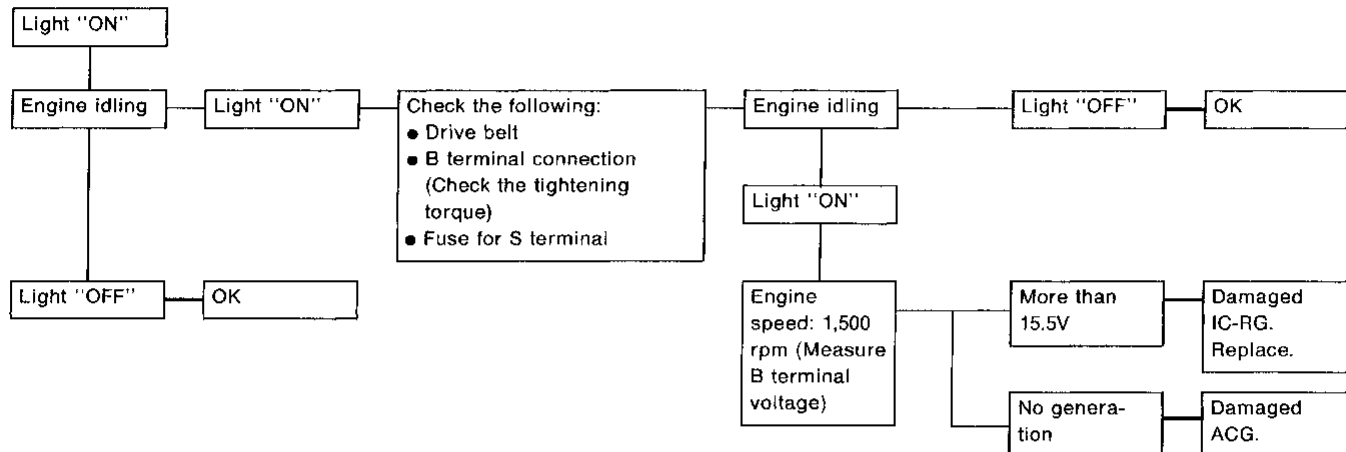 Light "ON"
Engine idling
Light "ON"
Check the following:
● Drive belt
● B terminal connection
(Check the tightening
torque)
● Fuse for S terminal
Engine idling
Light "OFF"
OK
Light "ON"
Light "OFF"
OK
Engine
speed: 1,500
rpm (Measure
B terminal
voltage)
More than
15.5V
Damaged
IC-RG.
Replace.
No genera-
tion
Damaged
ACG.